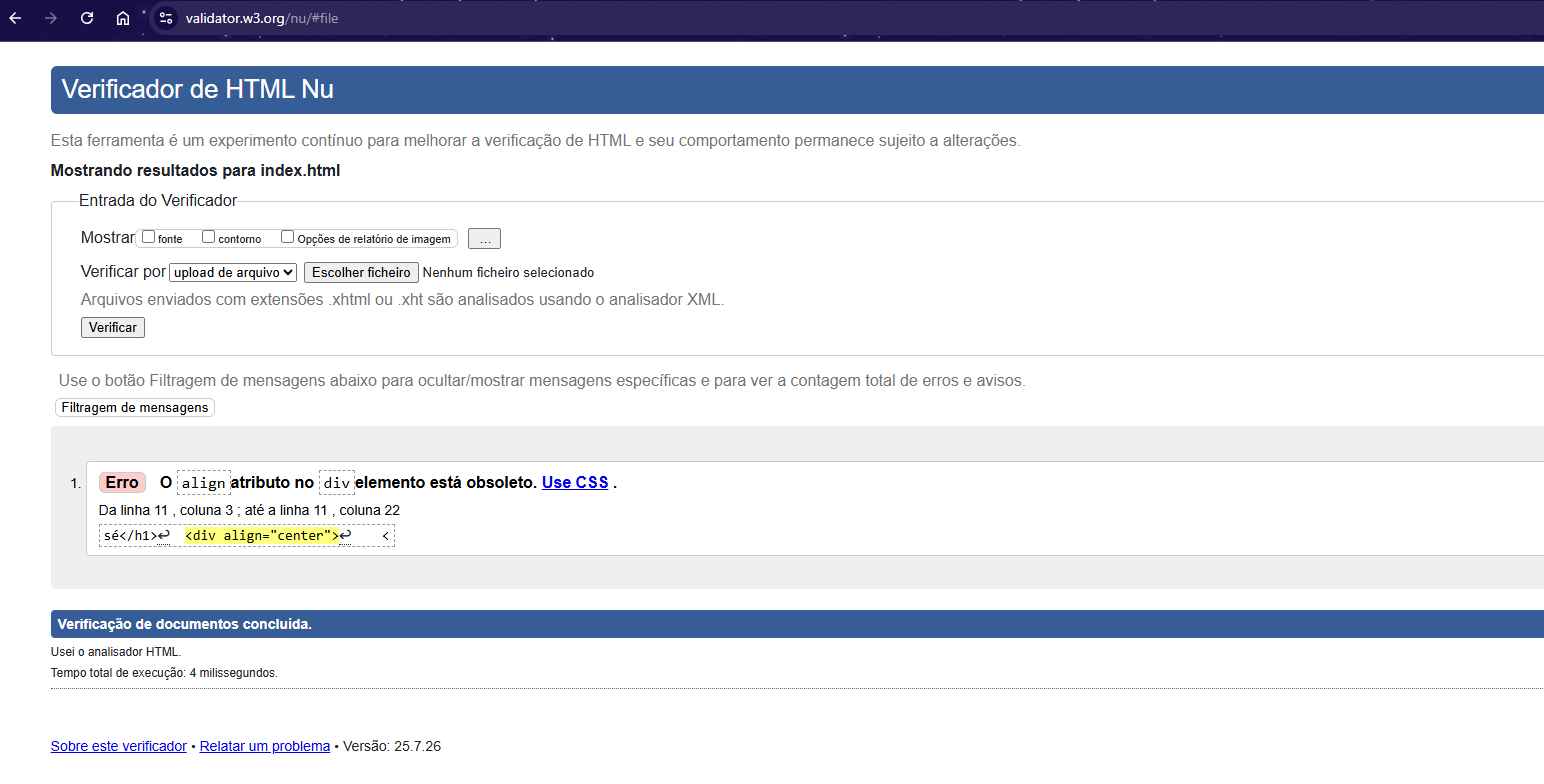 validator.w3.org/nu/#file
Verificador de HTML Nu
Esta ferramenta é um experimento contínuo para melhorar a verificação de HTML e seu comportamento permanece sujeito a alterações.
Mostrando resultados para index.html
Entrada do Verificador
Mostrar fonte contorno Opções de relatório de imagem ...
Verificar por upload de arquivo Escolher ficheiro Nenhum ficheiro selecionado
Arquivos enviados com extensões .xhtml ou .xht são analisados usando o analisador XML.
Verificar
Use o botão Filtragem de mensagens abaixo para ocultar/mostrar mensagens específicas e para ver a contagem total de erros e avisos.
Filtragem de mensagens
1. Erro O align atributo no div elemento está obsoleto. Use CSS .
Da linha 11 , coluna 3 ; até a linha 11 , coluna 22
sé</h1>↩ <div align="center">↩ <
Verificação de documentos concluída.
Usei o analisador HTML.
Tempo total de execução: 4 milissegundos.
Sobre este verificador • Relatar um problema • Versão: 25.7.26